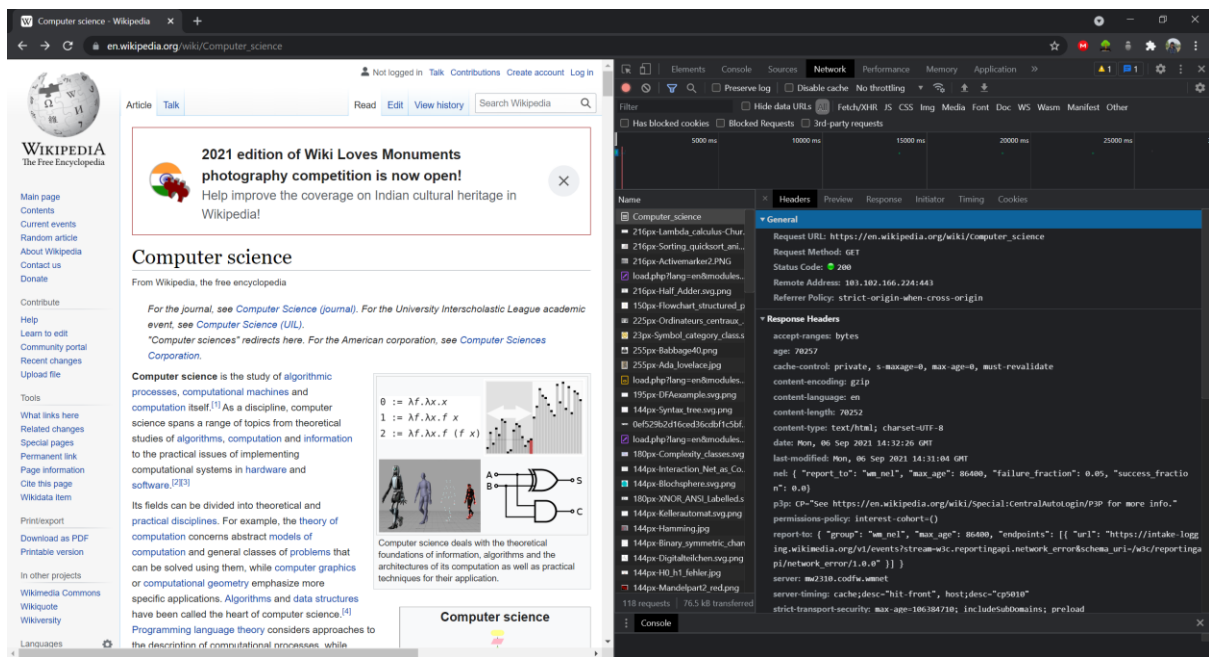 Computer science - Wikipedia
en.wikipedia.org/wiki/Computer_science
Not logged in Talk Contributions Create account Log in
Article Talk
Read Edit View history Search Wikipedia
WIKIPEDIA
The Free Encyclopedia
Main page
Contents
Current events
Random article
About Wikipedia
Contact us
Donate
Contribute
Help
Learn to edit
Community portal
Recent changes
Upload file
Tools
What links here
Related changes
Special pages
Permanent link
Page information
Cite this page
Wikidata item
Print/export
Download as PDF
Printable version
In other projects
Wikimedia Commons
Wikiquote
Wikiversity
Languages
2021 edition of Wiki Loves Monuments
photography competition is now open!
Help improve the coverage on Indian cultural heritage in
Wikipedia!
Computer science
From Wikipedia, the free encyclopedia
For the journal, see Computer Science (journal). For the University Interscholastic League academic
event, see Computer Science (UIL).
"Computer sciences" redirects here. For the American corporation, see Computer Sciences
Corporation.
Computer science is the study of algorithmic
processes, computational machines and
computation itself.[1] As a discipline, computer
science spans a range of topics from theoretical
studies of algorithms, computation and information
to the practical issues of implementing
computational systems in hardware and
software.[2][3]
Its fields can be divided into theoretical and
practical disciplines. For example, the theory of
computation concerns abstract models of
computation and general classes of problems that
can be solved using them, while computer graphics
or computational geometry emphasize more
specific applications. Algorithms and data structures
have been called the heart of computer science.[4]
Programming language theory considers approaches to
the description of computational processes, while
0 := λf.λx.x
1 := λf.λx.f x
2 := λf.λx.f (f x)
A
B
S
C
Computer science deals with the theoretical
foundations of information, algorithms and the
architectures of its computation as well as practical
techniques for their application.
Computer science
Elements Console Sources Network Performance Memory Application » 1 1
Preserve log Disable cache No throttling
Filter Hide data URLs All Fetch/XHR JS CSS Img Media Font Doc WS Wasm Manifest Other
Has blocked cookies Blocked Requests 3rd-party requests
5000 ms 10000 ms 15000 ms 20000 ms 25000 ms
Name
Computer_science
216px-Lambda_calculus-Chur.
216px-Sorting_quicksort_ani...
216px-Activemarker2.PNG
load.php?lang=en&modules...
216px-Half_Adder.svg.png
150px-Flowchart_structured_p
225px-Ordinateurs_centraux_.
23px-Symbol_category_class.s
255px-Babbage40.png
255px-Ada_lovelace.jpg
load.php?lang=en&modules...
195px-DFAexample.svg.png
144px-Syntax_tree.svg.png
0ef529b2d16ced36cdbf1c5bf.
load.php?lang=en&modules...
180px-Complexity_classes.svg
144px-Interaction_Net_as_Co..
144px-Blochsphere.svg.png
180px-XNOR_ANSI_Labelled.s
144px-Kellerautomat.svg.png
144px-Hamming.jpg
144px-Binary_symmetric_chan
144px-Digitalteilchen.svg.png
144px-H0_h1_fehler.jpg
144px-Mandelpart2_red.png
118 requests 76.5 kB transferred
Headers Preview Response Initiator Timing Cookies
General
Request URL: https://en.wikipedia.org/wiki/Computer_science
Request Method: GET
Status Code: 200
Remote Address: 103.102.166.224:443
Referrer Policy: strict-origin-when-cross-origin
Response Headers
accept-ranges: bytes
age: 70257
cache-control: private, s-maxage=0, max-age=0, must-revalidate
content-encoding: gzip
content-language: en
content-length: 70252
content-type: text/html; charset=UTF-8
date: Mon, 06 Sep 2021 14:32:26 GMT
last-modified: Mon, 06 Sep 2021 14:31:04 GMT
nel: { "report_to": "wm_nel", "max_age": 86400, "failure_fraction": 0.05, "success_fractio
n": 0.0}
p3p: CP="See https://en.wikipedia.org/wiki/Special:CentralAutoLogin/P3P for more info."
permissions-policy: interest-cohort=()
report-to: { "group": "wm_nel", "max_age": 86400, "endpoints": [{ "url": "https://intake-logg
ing.wikimedia.org/v1/events?stream=w3c.reportingapi.network_error&schema_uri=/w3c/reportinga
pi/network_error/1.0.0" }] }
server: mw2310.codfw.wmnet
server-timing: cache;desc="hit-front", host;desc="cp5010"
strict-transport-security: max-age=106384710; includeSubDomains; preload
Console